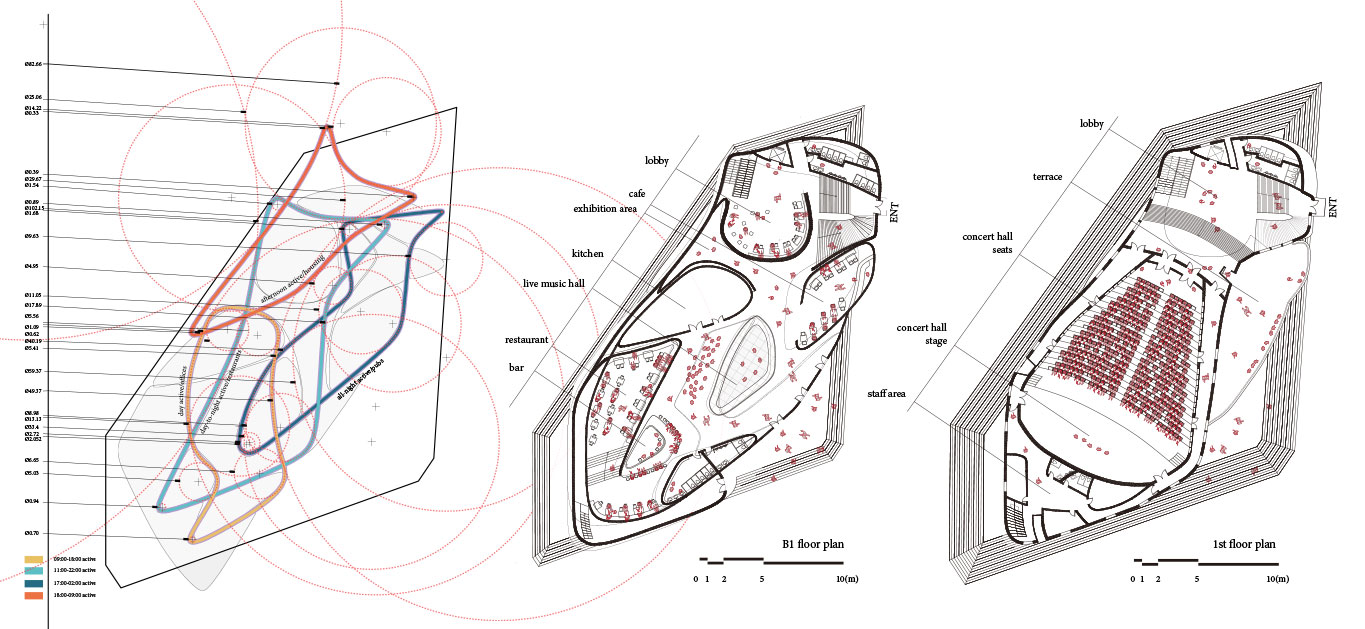 Ø82.66
Ø25.06
Ø14.22
Ø0.33
Ø0.39
Ø29.67
Ø1.54
Ø0.89
Ø102.15
Ø1.68
Ø9.63
Ø4.95
Ø11.05
Ø17.89
Ø5.56
Ø1.09
Ø0.62
Ø40.19
Ø5.41
Ø59.37
Ø49.37
Ø8.98
Ø13.13
Ø2.72
Ø6.65
Ø5.03
Ø0.94
Ø0.70
afternoon active/housing
day active/offices
day-to-night active/restaurants
all-night active/pubs
09:00-18:00 active
11:00-22:00 active
17:00-02:00 active
18:00-09:00 active
lobby
cafe
exhibition area
kitchen
live music hall
restaurant
bar
ENT
B1 floor plan
0 1 2 5 10(m)
lobby
terrace
concert hall
seats
concert hall
stage
staff area
ENT
1st floor plan
0 1 2 5 10(m)